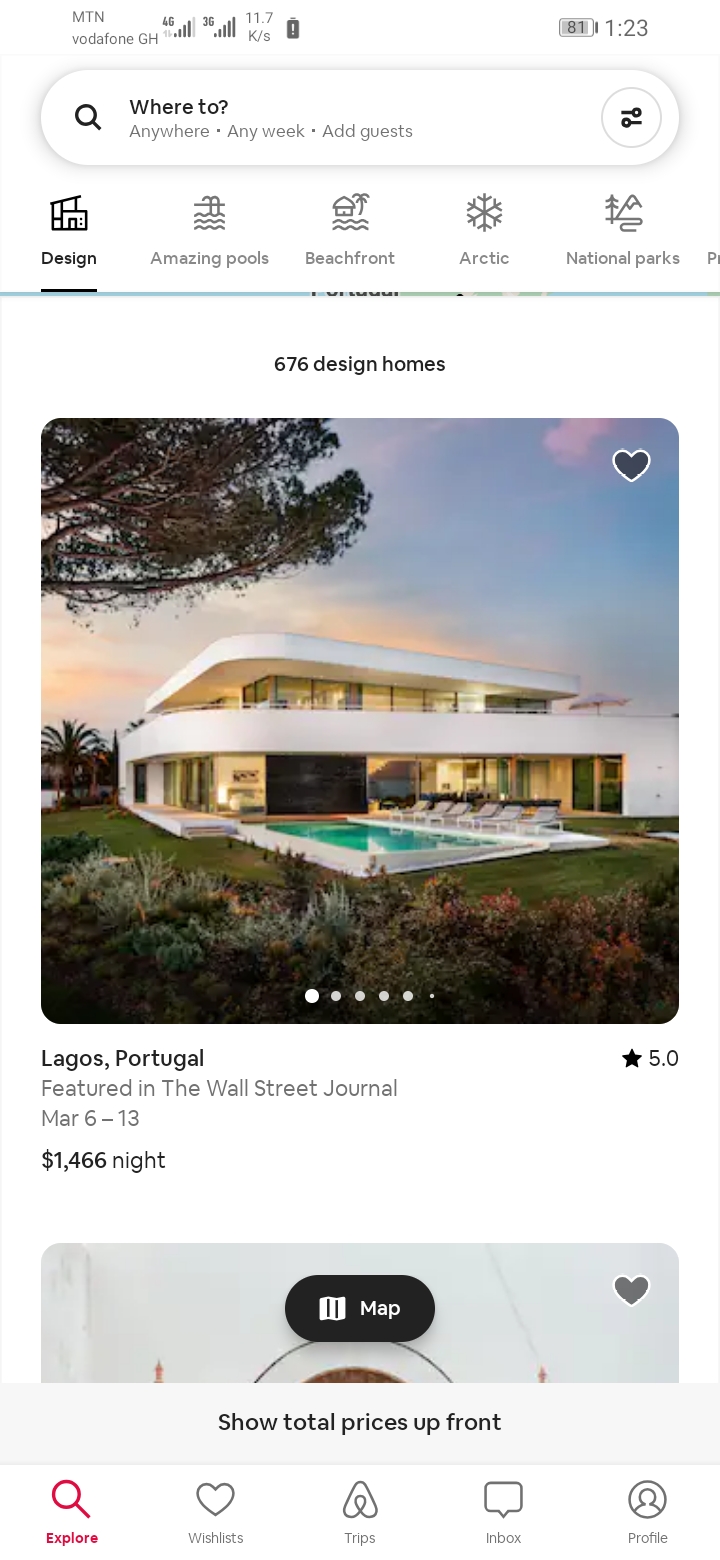 MTN
vodafone GH
4G
3G
11.7
K/s
81
1:23
Where to?
Anywhere • Any week • Add guests
Design
Amazing pools
Beachfront
Arctic
National parks
Portugal
676 design homes
Lagos, Portugal
5.0
Featured in The Wall Street Journal
Mar 6 – 13
$1,466 night
Map
Show total prices up front
Explore
Wishlists
Trips
Inbox
Profile